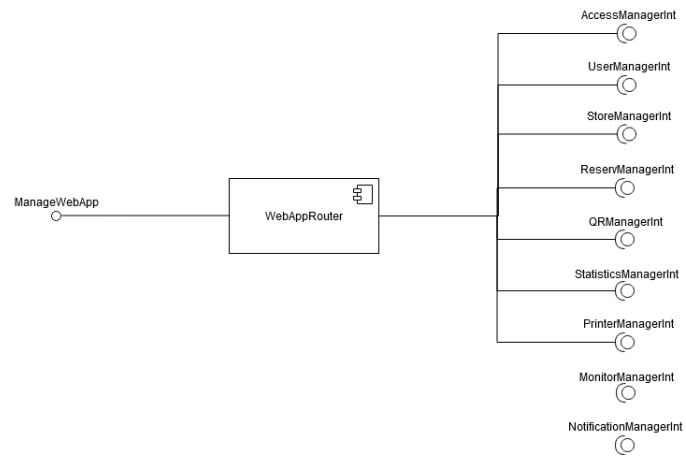 AccessManagerInt
UserManagerInt
StoreManagerInt
ReservManagerInt
ManageWebApp
WebAppRouter
QRManagerInt
StatisticsManagerInt
PrinterManagerInt
MonitorManagerInt
NotificationManagerInt